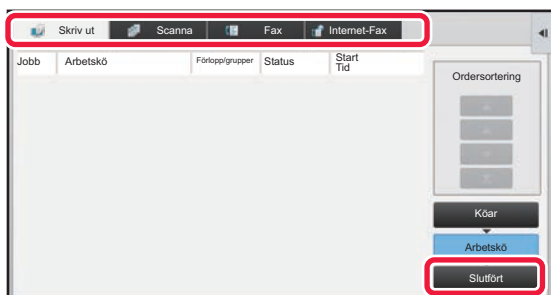 Skriv ut Scanna Fax Internet-Fax
Jobb Arbetskö Förlopp/grupper Status Start
Tid
Ordersortering
Köar
Arbetskö
Slutfört